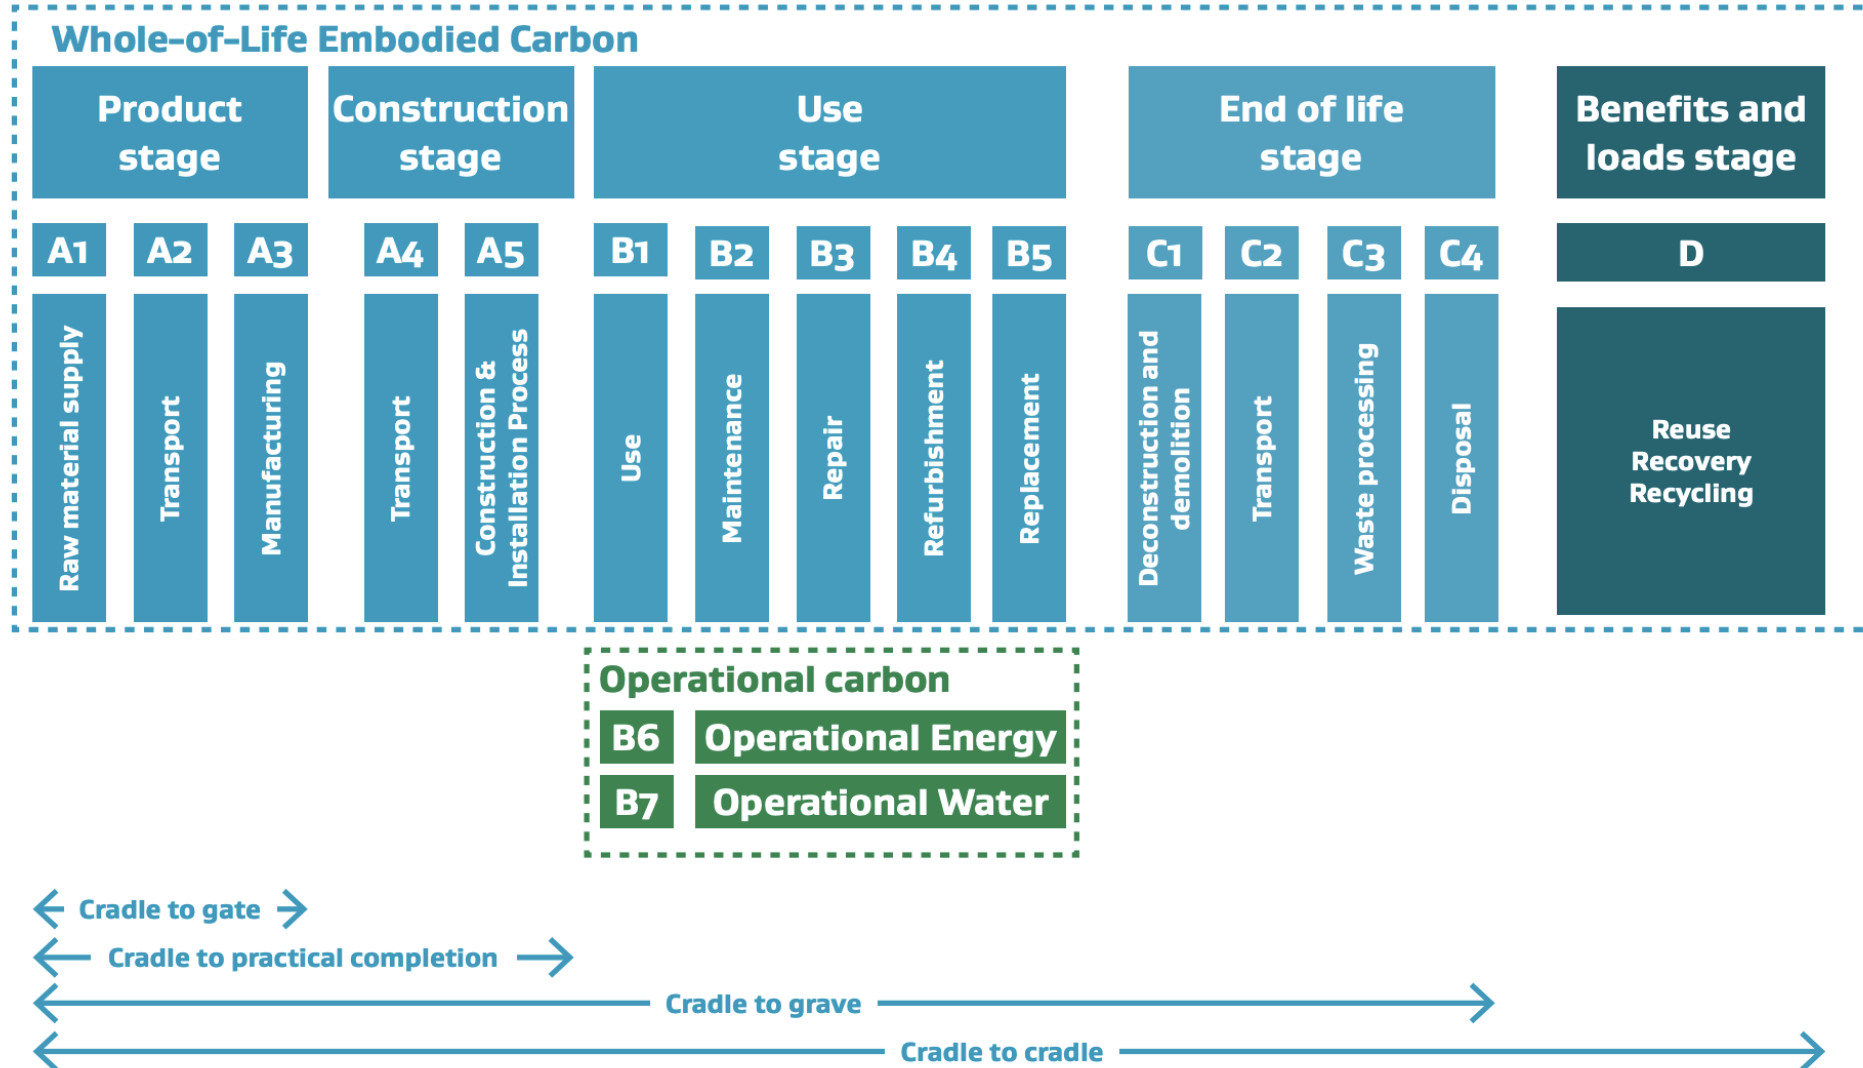 Whole-of-Life Embodied Carbon
Product
stage
Construction
stage
Use
stage
End of life
stage
Benefits and
loads stage
A1
A2
A3
A4
A5
B1
B2
B3
B4
B5
C1
C2
C3
C4
D
Raw material supply
Transport
Manufacturing
Transport
Construction &
Installation Process
Use
Maintenance
Repair
Refurbishment
Replacement
Deconstruction and
demolition
Transport
Waste processing
Disposal
Reuse
Recovery
Recycling
Operational carbon
B6 Operational Energy
B7 Operational Water
Cradle to gate
Cradle to practical completion
Cradle to grave
Cradle to cradle